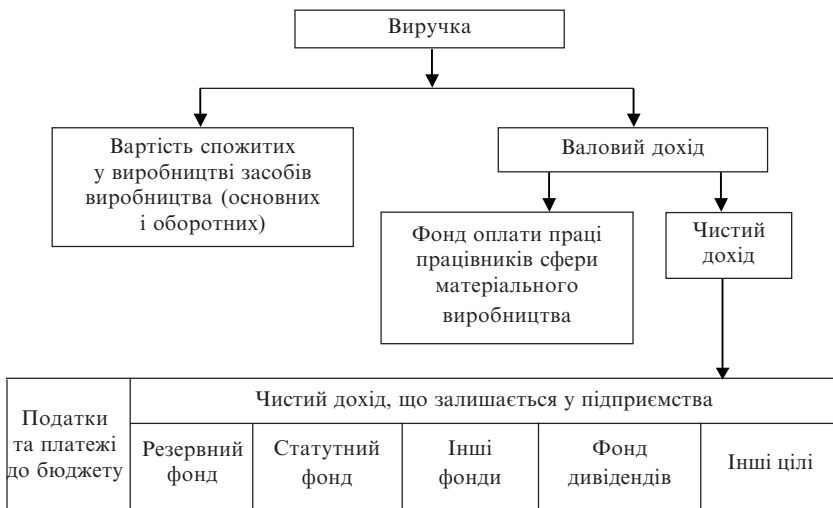 Виручка
Вартість спожитих
у виробництві засобів
виробництва (основних
і оборотних)
Валовий дохід
Фонд оплати праці
працівників сфери
матеріального
виробництва
Чистий
дохід
Податки
та платежі
до бюджету
Чистий дохід, що залишається у підприємства
Резервний
фонд
Статутний
фонд
Інші
фонди
Фонд
дивідендів
Інші цілі